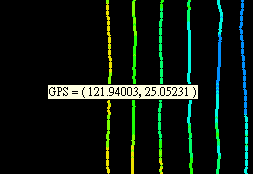 GPS = ( 121.94003, 25.05231 )